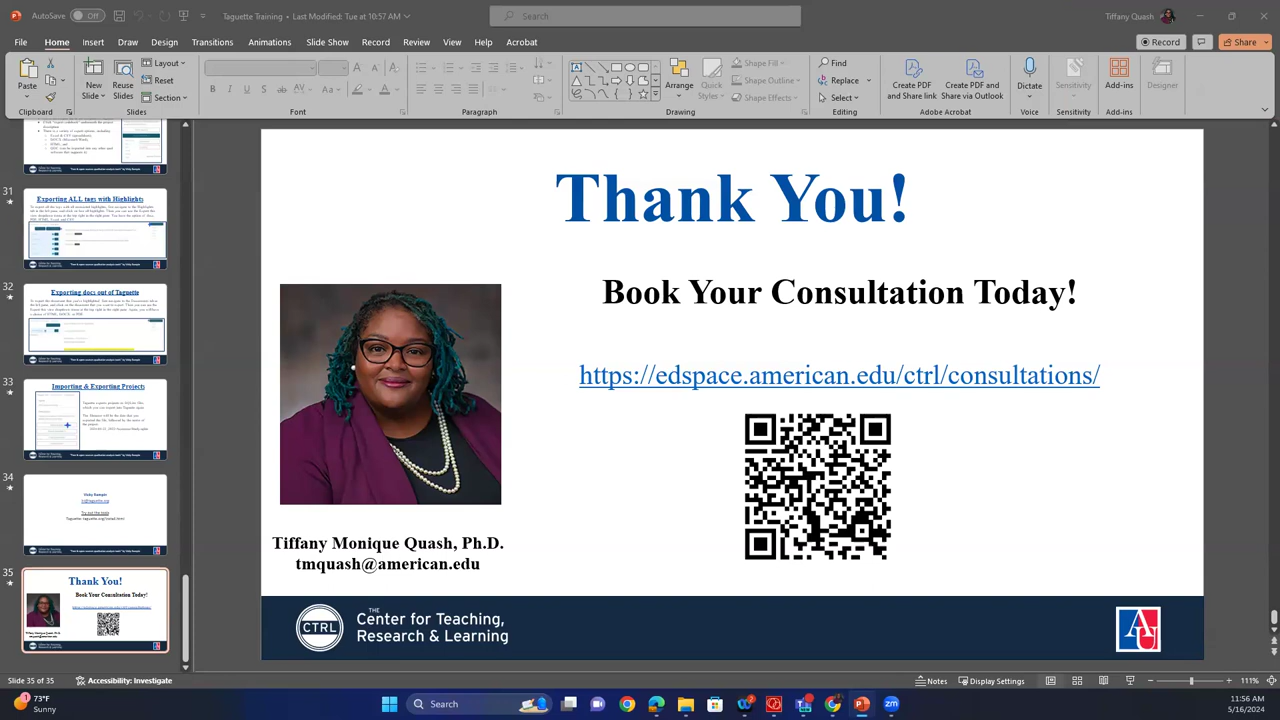 AutoSave Off Taguette Training • Last Modified: Tue at 10:57 AM Search Tiffany Quash
File Home Insert Draw Design Transitions Animations Slide Show Record Review View Help Acrobat Record Share
Paste New Slide Reuse Slides Layout Reset Section
B I U S ab AV Aa A
Arrange Quick Styles Shape Fill Shape Outline Shape Effects
Find Replace Select
Create PDF and Share link Create PDF and Share via Outlook Dictate Sensitivity Add-ins Designer
Clipboard Slides Font Paragraph Drawing Editing Adobe Acrobat Voice Sensitivity Add-ins
31
Exporting ALL tags with Highlights
32
Exporting docs out of Taguette
33
Importing & Exporting Projects
34
35
Thank You!
Book Your Consultation Today!
Thank You!
Book Your Consultation Today!
https://edspace.american.edu/ctrl/consultations/
Tiffany Monique Quash, Ph.D.
tmquash@american.edu
CTRL
THE
Center for Teaching,
Research & Learning
AU
Slide 35 of 35 Accessibility: Investigate Notes Display Settings 111%
73°F
Sunny
Search
11:56 AM
5/16/2024